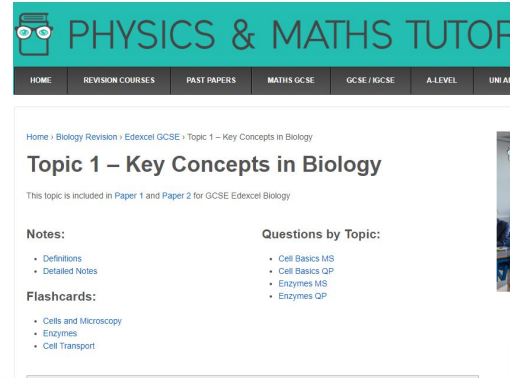 PHYSICS & MATHS TUTOR
HOME REVISION COURSES PAST PAPERS MATHS GCSE GCSE / IGCSE A-LEVEL UNI
Home › Biology Revision › Edexcel GCSE › Topic 1 – Key Concepts in Biology
Topic 1 – Key Concepts in Biology
This topic is included in Paper 1 and Paper 2 for GCSE Edexcel Biology
Notes:
• Definitions
• Detailed Notes
Flashcards:
• Cells and Microscopy
• Enzymes
• Cell Transport
Questions by Topic:
• Cell Basics MS
• Cell Basics QP
• Enzymes MS
• Enzymes QP